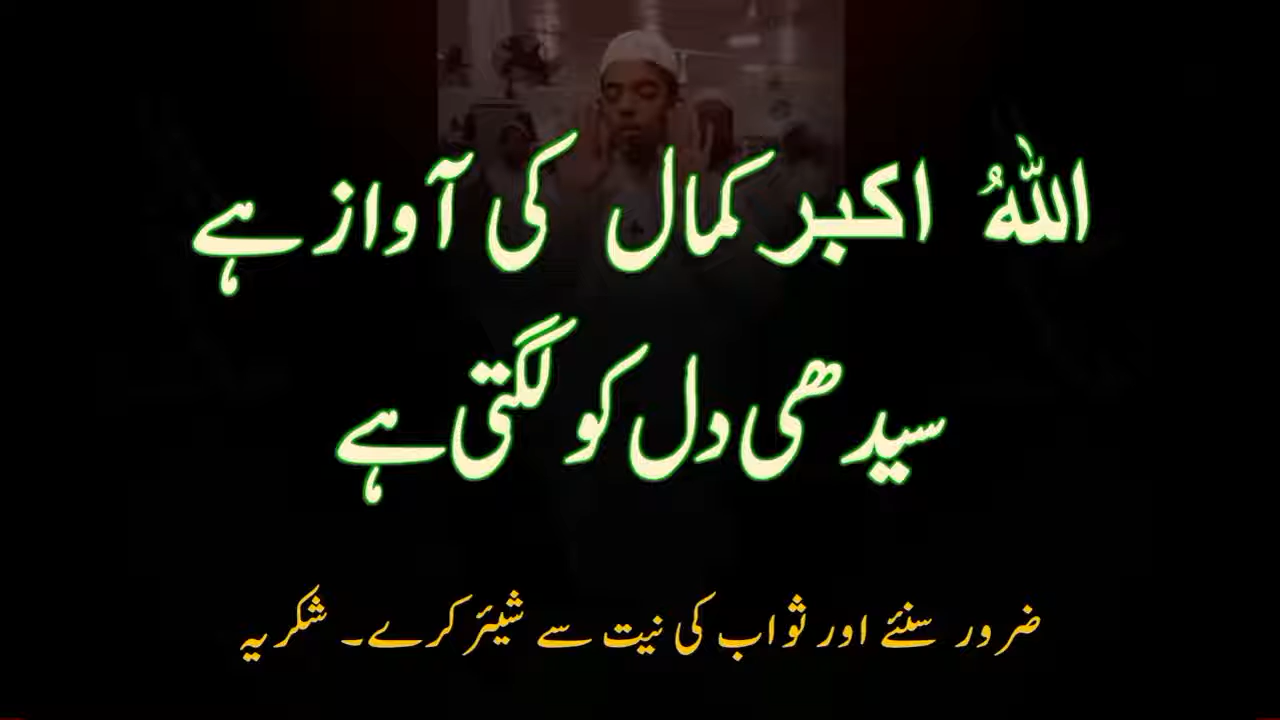 اللهُ اکبر کمال کی آواز ہے
سیدھی دل کو لگتی ہے
ضرور سنئے اور ثواب کی نیت سے شیئر کرے۔ شکریہ